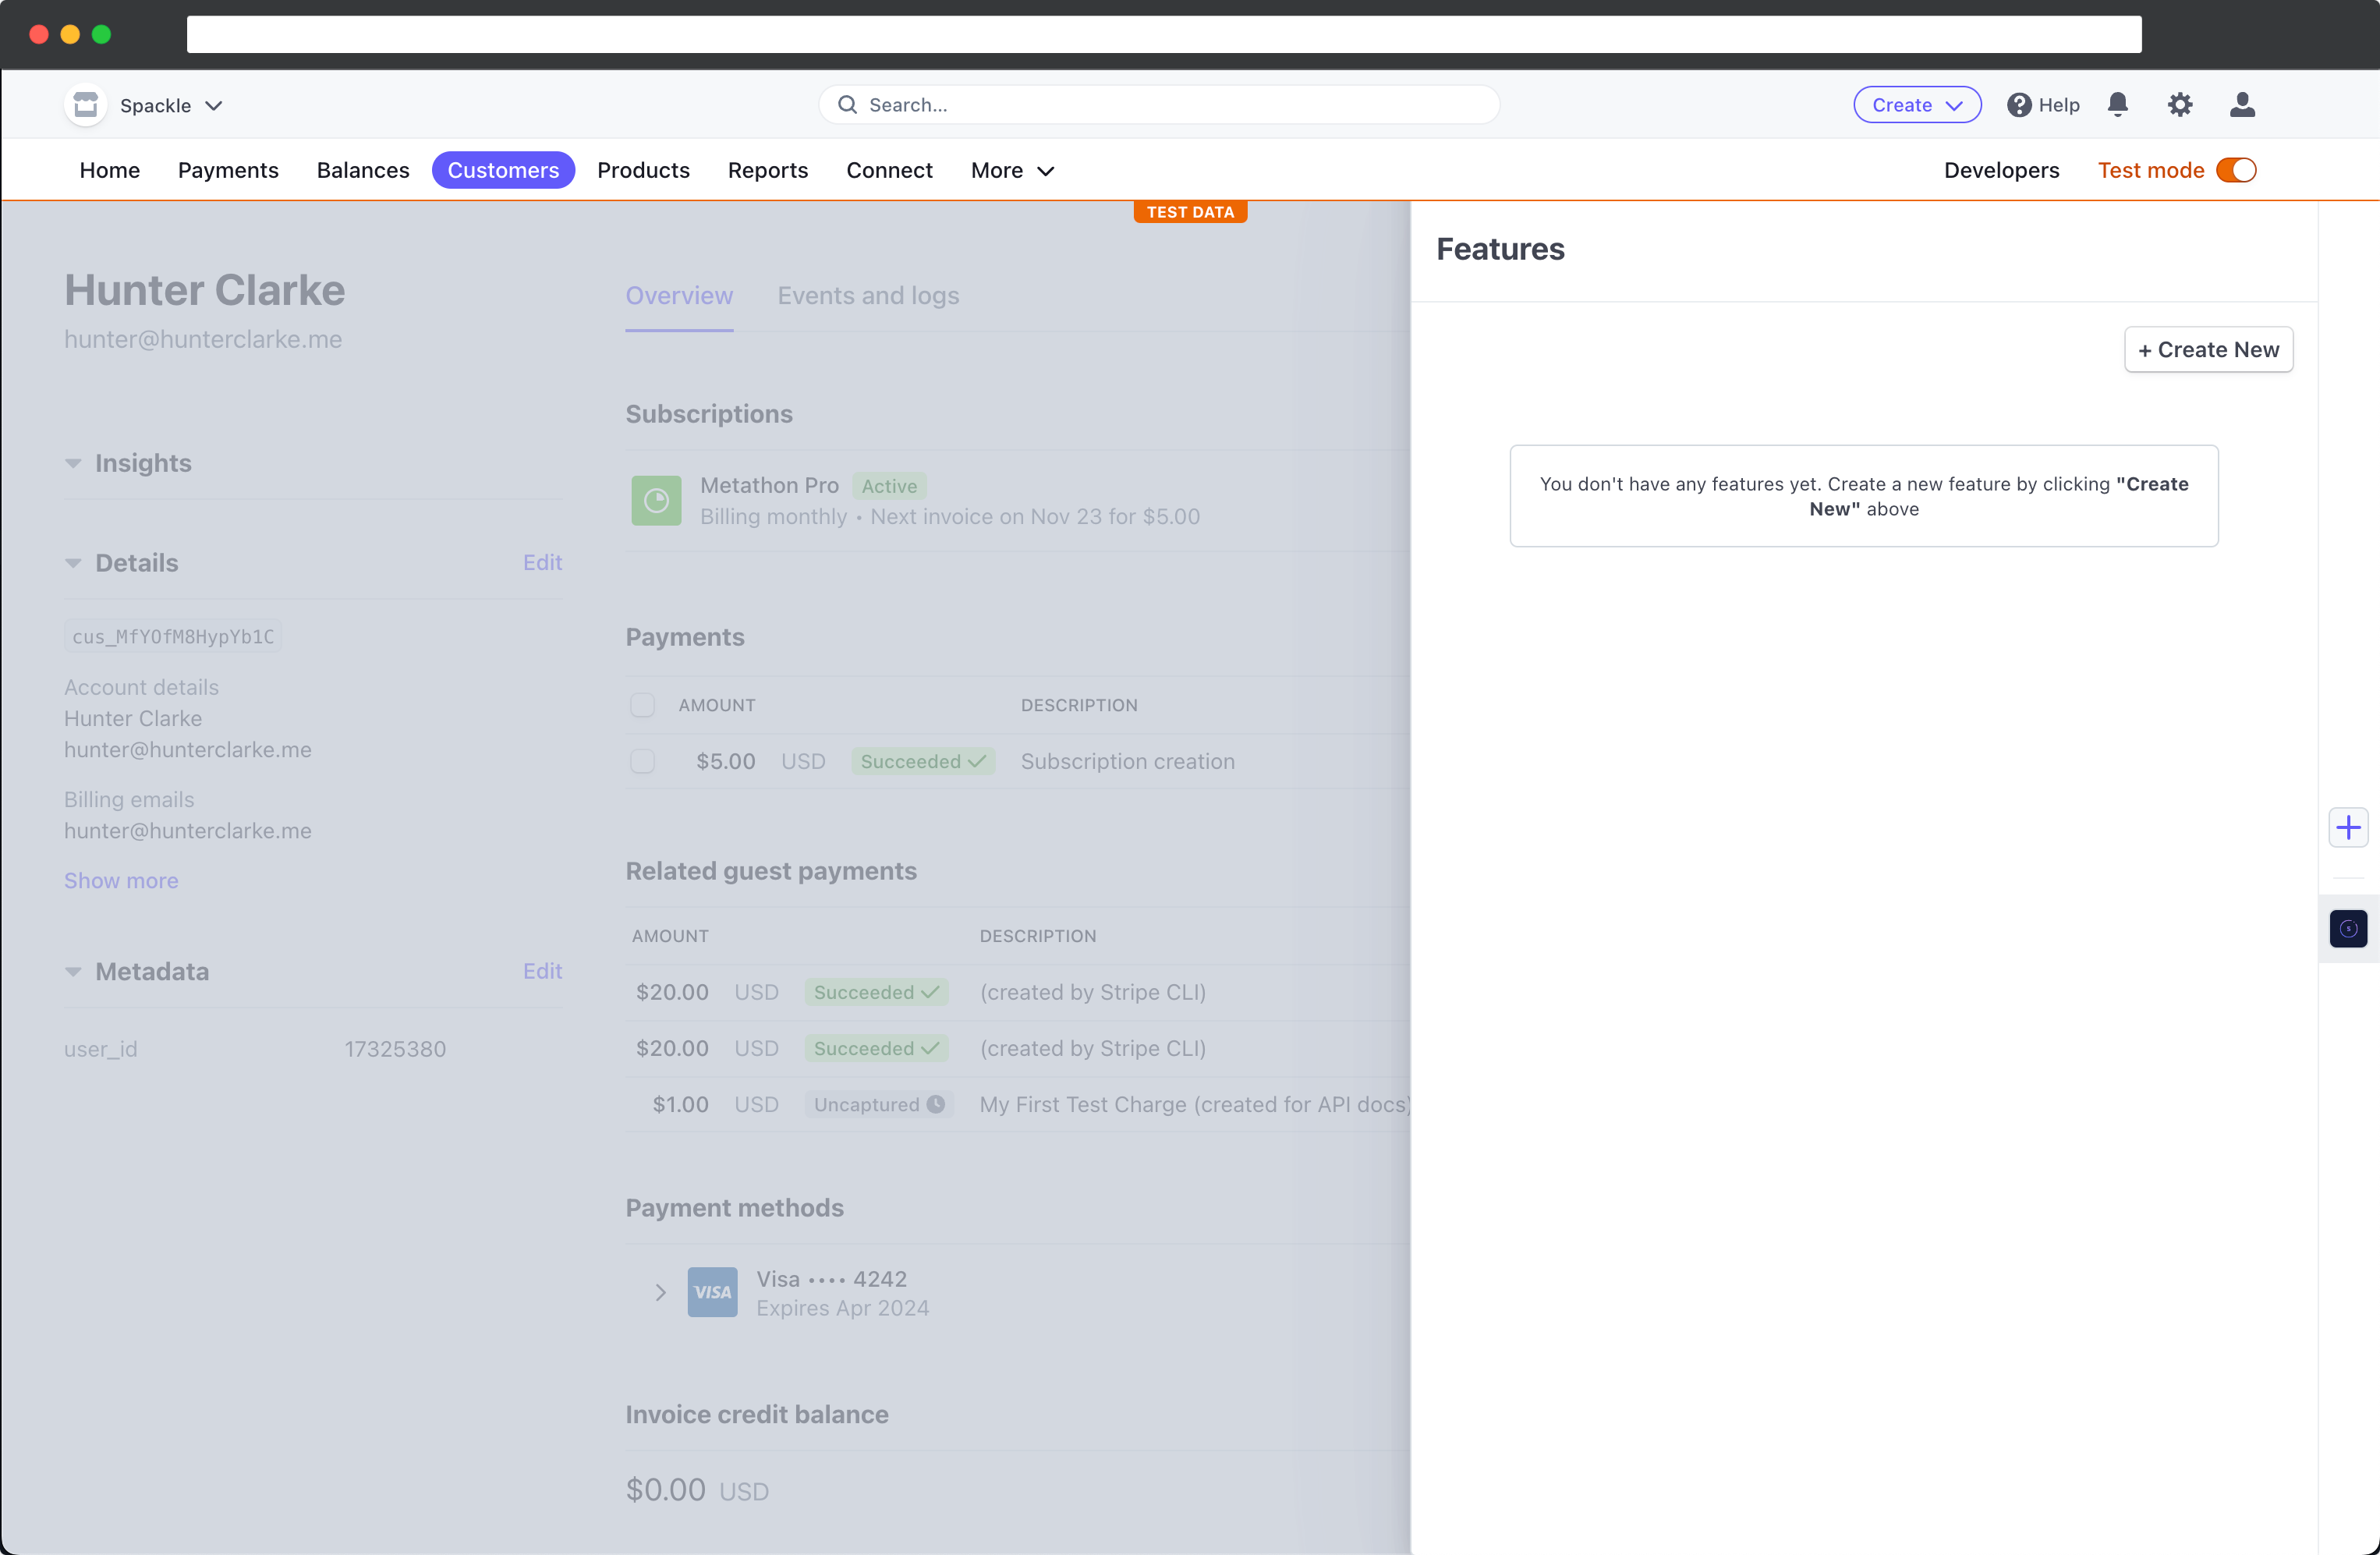 Spackle
Search...
Create
Help
Home Payments Balances Customers Products Reports Connect More
Developers Test mode
TEST DATA
Hunter Clarke
hunter@hunterclarke.me
Insights
Details Edit
cus_MfYOfM8HypYb1C
Account details
Hunter Clarke
hunter@hunterclarke.me
Billing emails
hunter@hunterclarke.me
Show more
Metadata Edit
user_id 17325380
Overview Events and logs
Subscriptions
Metathon Pro Active
Billing monthly • Next invoice on Nov 23 for $5.00
Payments
AMOUNT DESCRIPTION
$5.00 USD Succeeded Subscription creation
Related guest payments
AMOUNT DESCRIPTION
$20.00 USD Succeeded (created by Stripe CLI)
$20.00 USD Succeeded (created by Stripe CLI)
$1.00 USD Uncaptured My First Test Charge (created for API docs)
Payment methods
VISA
Visa •••• 4242
Expires Apr 2024
Invoice credit balance
$0.00 USD
Features
+ Create New
You don't have any features yet. Create a new feature by clicking "Create
New" above
S